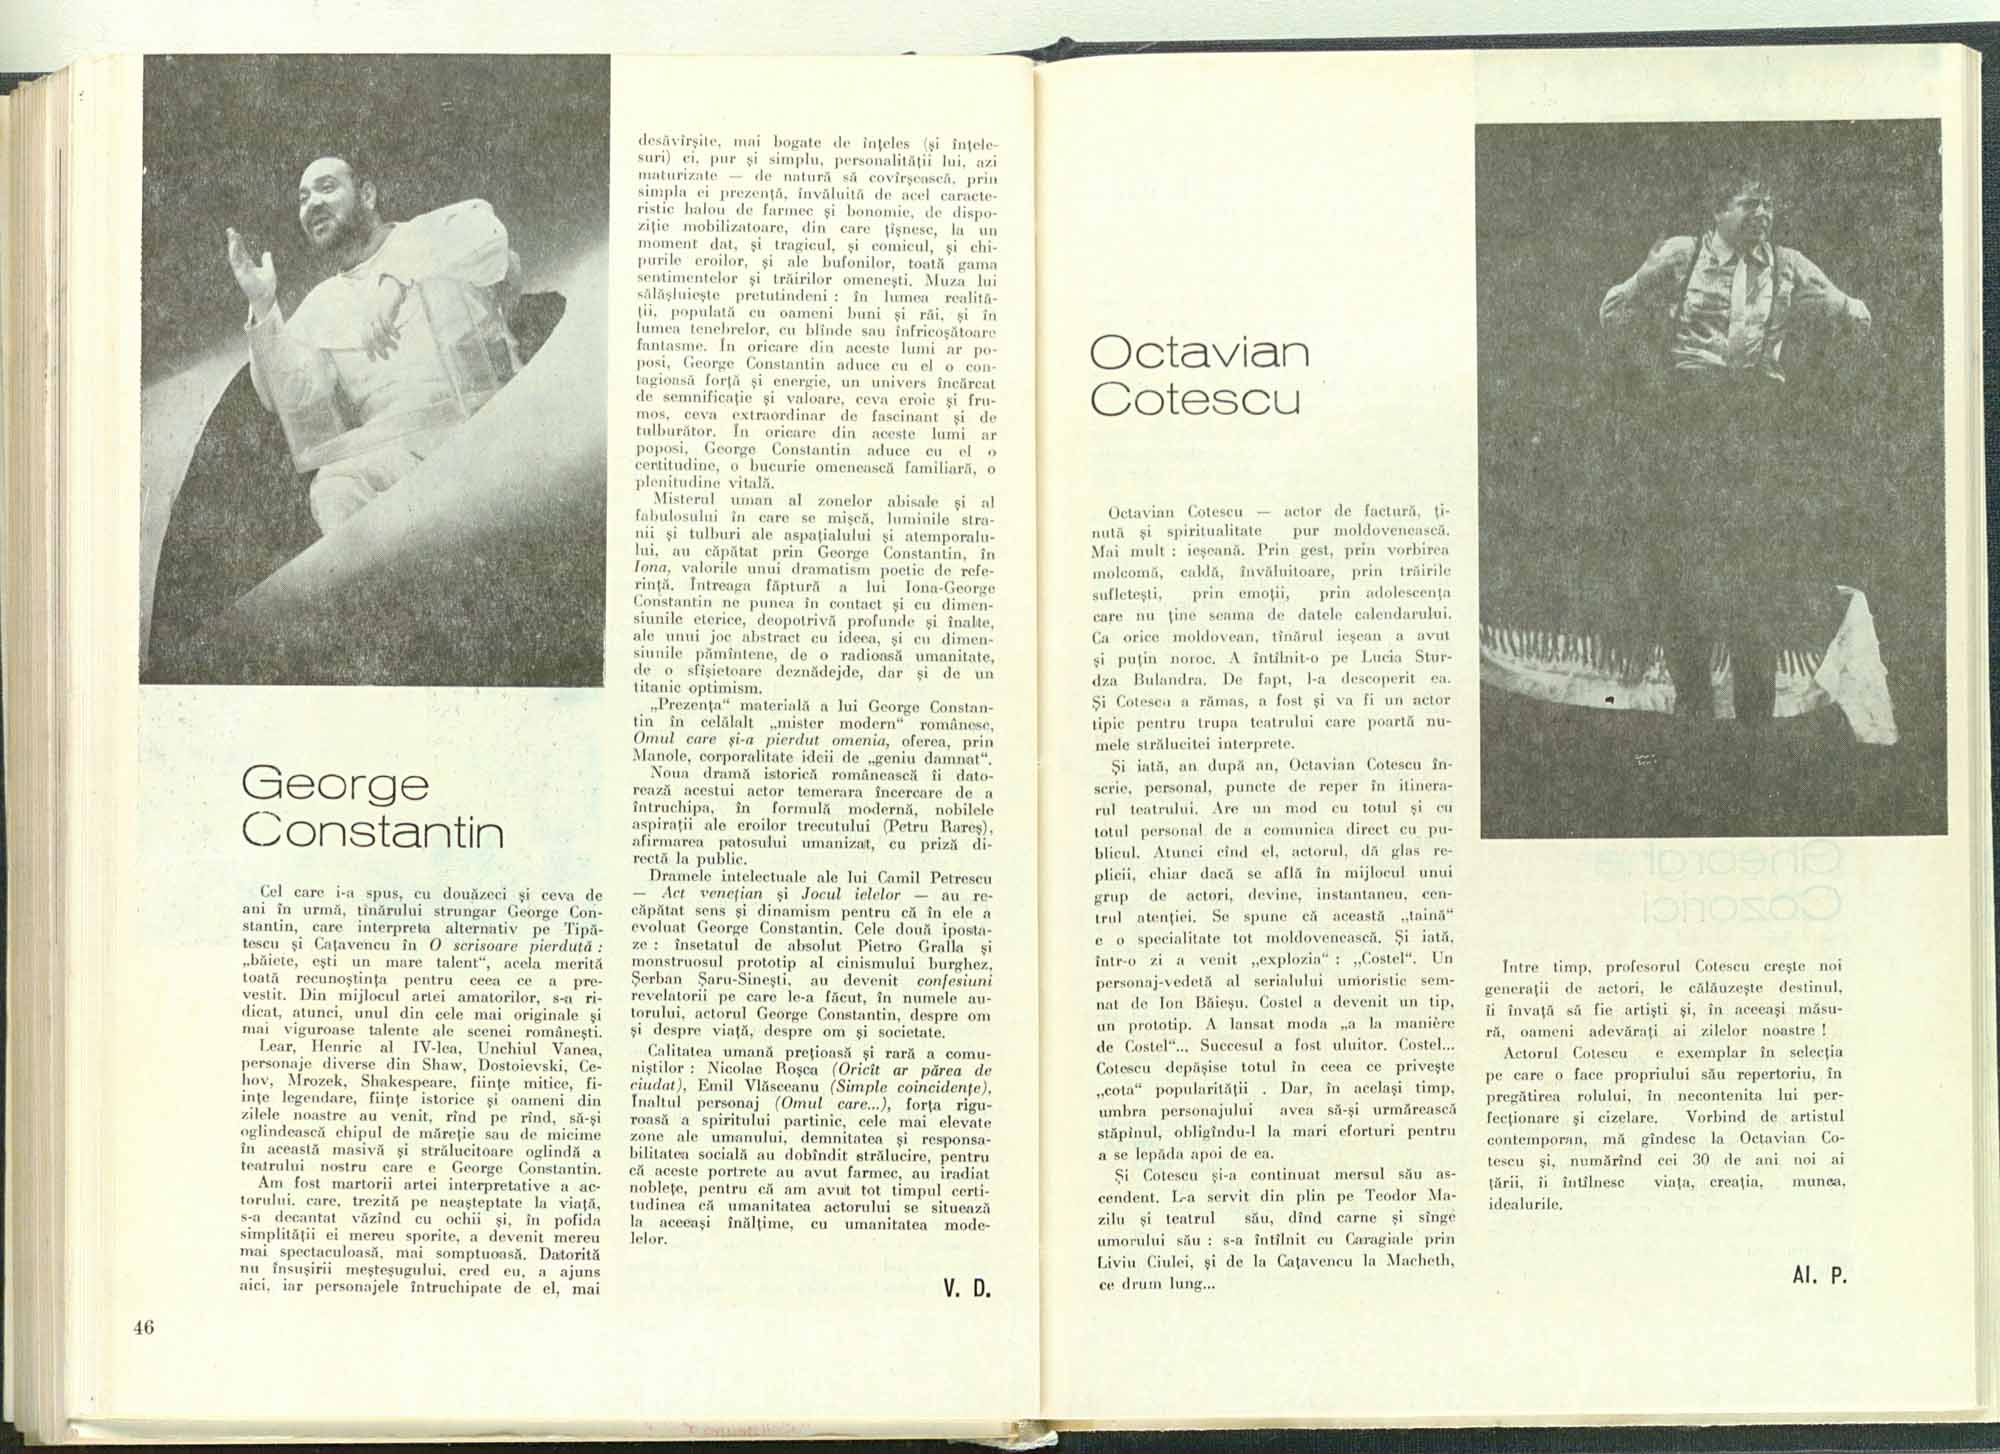 George
Constantin
Cel care i-a spus, cu douăzeci și ceva de
ani în urmă, tînărului strungar George Con-
stantin, care interpreta alternativ pe Tipă-
tescu și Cațavencu în O scrisoare pierdută :
„băiete, ești un mare talent“, acela merită
toată recunoștința pentru ceea ce a pre-
vestit. Din mijlocul artei amatorilor, s-a ri-
dicat, atunci, unul din cele mai originale și
mai viguroase talente ale scenei românești.
Lear, Henric al IV-lea, Unchiul Vanea,
personaje diverse din Shaw, Dostoievski, Ce-
hov, Mrozek, Shakespeare, ființe mitice, fi-
ințe legendare, ființe istorice și oameni din
zilele noastre au venit, rînd pe rînd, să-și
oglindească chipul de măreție sau de micime
în această masivă și strălucitoare oglindă a
teatrului nostru care e George Constantin.
Am fost martorii artei interpretative a ac-
torului, care, trezită pe neașteptate la viață,
s-a decantat văzînd cu ochii și, în pofida
simplității ei mereu sporite, a devenit mereu
mai spectaculoasă, mai somptuoasă. Datorită
nu însușirii meșteșugului, cred eu, a ajuns
aici, iar personajele întruchipate de el, mai
46
desăvîrșite, mai bogate de înțeles (și înțele-
suri) ci, pur și simplu, personalității lui, azi
maturizate — de natură să covîrșească, prin
simpla ei prezență, învăluită de acel caracte-
ristic halou de farmec și bonomie, de dispo-
ziție mobilizatoare, din care țîșnesc, la un
moment dat, și tragicul, și comicul, și chi-
purile eroilor, și ale bufonilor, toată gama
sentimentelor și trăirilor omenești. Muza lui
sălășluiește pretutindeni : în lumea realită-
ții, populată cu oameni buni și răi, și în
lumea tenebrelor, cu blînde sau înfricoșătoare
fantasme. In oricare din aceste lumi ar po-
posi, George Constantin aduce cu el o con-
tagioasă forță și energie, un univers încărcat
de semnificație și valoare, ceva eroic și fru-
mos, ceva extraordinar de fascinant și de
tulburător. In oricare din aceste lumi ar
poposi, George Constantin aduce cu el o
certitudine, o bucurie omenească familiară, o
plenitudine vitală.
Misterul uman al zonelor abisale și al
fabulosului în care se mișcă, luminile stra-
nii și tulburi ale aspațialului și atemporalu-
lui, au căpătat prin George Constantin, în
Iona, valorile unui dramatism poetic de refe-
rință. Intreaga făptură a lui Iona-George
Constantin ne punea în contact și cu dimen-
siunile eterice, deopotrivă profunde și înalte,
ale unui joc abstract cu ideea, și cu dimen-
siunile pămîntene, de o radioasă umanitate,
de o sfîșietoare deznădejde, dar și de un
titanic optimism.
„Prezența“ materială a lui George Constan-
tin în celălalt „mister modern“ românesc,
Omul care și-a pierdut omenia, oferea, prin
Manole, corporalitate ideii de „geniu damnat“.
Noua dramă istorică românească îi dato-
rează acestui actor temerara încercare de a
întruchipa, în formulă modernă, nobilele
aspirații ale eroilor trecutului (Petru Rareș),
afirmarea patosului umanizat, cu priză di-
rectă la public.
Dramele intelectuale ale lui Camil Petrescu
— Act venețian și Jocul ielelor — au re-
căpătat sens și dinamism pentru că în ele a
evoluat George Constantin. Cele două iposta-
ze : însetatul de absolut Pietro Gralla și
monstruosul prototip al cinismului burghez,
Șerban Șaru-Sinești, au devenit confesiuni
revelatorii pe care le-a făcut, în numele au-
torului, actorul George Constantin, despre om
și despre viață, despre om și societate.
Calitatea umană prețioasă și rară a comu-
niștilor : Nicolae Roșca (Oricît ar părea de
ciudat), Emil Vlăsceanu (Simple coincidențe),
Inaltul personaj (Omul care...), forța rigu-
roasă a spiritului partinic, cele mai elevate
zone ale umanului, demnitatea și responsa-
bilitatea socială au dobîndit strălucire, pentru
că aceste portrete au avut farmec, au iradiat
noblețe, pentru că am avut tot timpul certi-
tudinea că umanitatea actorului se situează
la aceeași înălțime, cu umanitatea mode-
lelor.
V. D.
Octavian
Cotescu
Octavian Cotescu — actor de factură, ți-
nută și spiritualitate pur moldovenească.
Mai mult : ieșeană. Prin gest, prin vorbirea
molcomă, caldă, învăluitoare, prin trăirile
sufletești, prin emoții, prin adolescența
care nu ține seama de datele calendarului.
Ca orice moldovean, tînărul ieșean a avut
și puțin noroc. A întîlnit-o pe Lucia Stur-
dza Bulandra. De fapt, l-a descoperit ea.
Și Cotescu a rămas, a fost și va fi un actor
tipic pentru trupa teatrului care poartă nu-
mele strălucitei interprete.
Și iată, an după an, Octavian Cotescu în-
scrie, personal, puncte de reper în itinera-
rul teatrului. Are un mod cu totul și cu
totul personal de a comunica direct cu pu-
blicul. Atunci cînd el, actorul, dă glas re-
plicii, chiar dacă se află în mijlocul unui
grup de actori, devine, instantaneu, cen-
trul atenției. Se spune că această „taină“
e o specialitate tot moldovenească. Și iată,
într-o zi a venit „explozia“ : „Costel“. Un
personaj-vedetă al serialului umoristic sem-
nat de Ion Băieșu. Costel a devenit un tip,
un prototip. A lansat moda „a la manière
de Costel“... Succesul a fost uluitor. Costel...
Cotescu depășise totul în ceea ce privește
„cota“ popularității . Dar, în același timp,
umbra personajului avea să-și urmărească
stăpînul, obligîndu-l la mari eforturi pentru
a se lepăda apoi de ea.
Și Cotescu și-a continuat mersul său as-
cendent. L-a servit din plin pe Teodor Ma-
zilu și teatrul său, dînd carne și sînge
umorului său : s-a întîlnit cu Caragiale prin
Liviu Ciulei, și de la Cațavencu la Macbeth,
ce drum lung...
Intre timp, profesorul Cotescu crește noi
generații de actori, le călăuzește destinul,
îi învață să fie artiști și, în aceeași măsu-
ră, oameni adevărați ai zilelor noastre !
Actorul Cotescu e exemplar în selecția
pe care o face propriului său repertoriu, în
pregătirea rolului, în necontenita lui per-
fecționare și cizelare. Vorbind de artistul
contemporan, mă gîndesc la Octavian Co-
tescu și, numărînd cei 30 de ani noi ai
țării, îi întîlnesc viața, creația, munca,
idealurile.
Al. P.